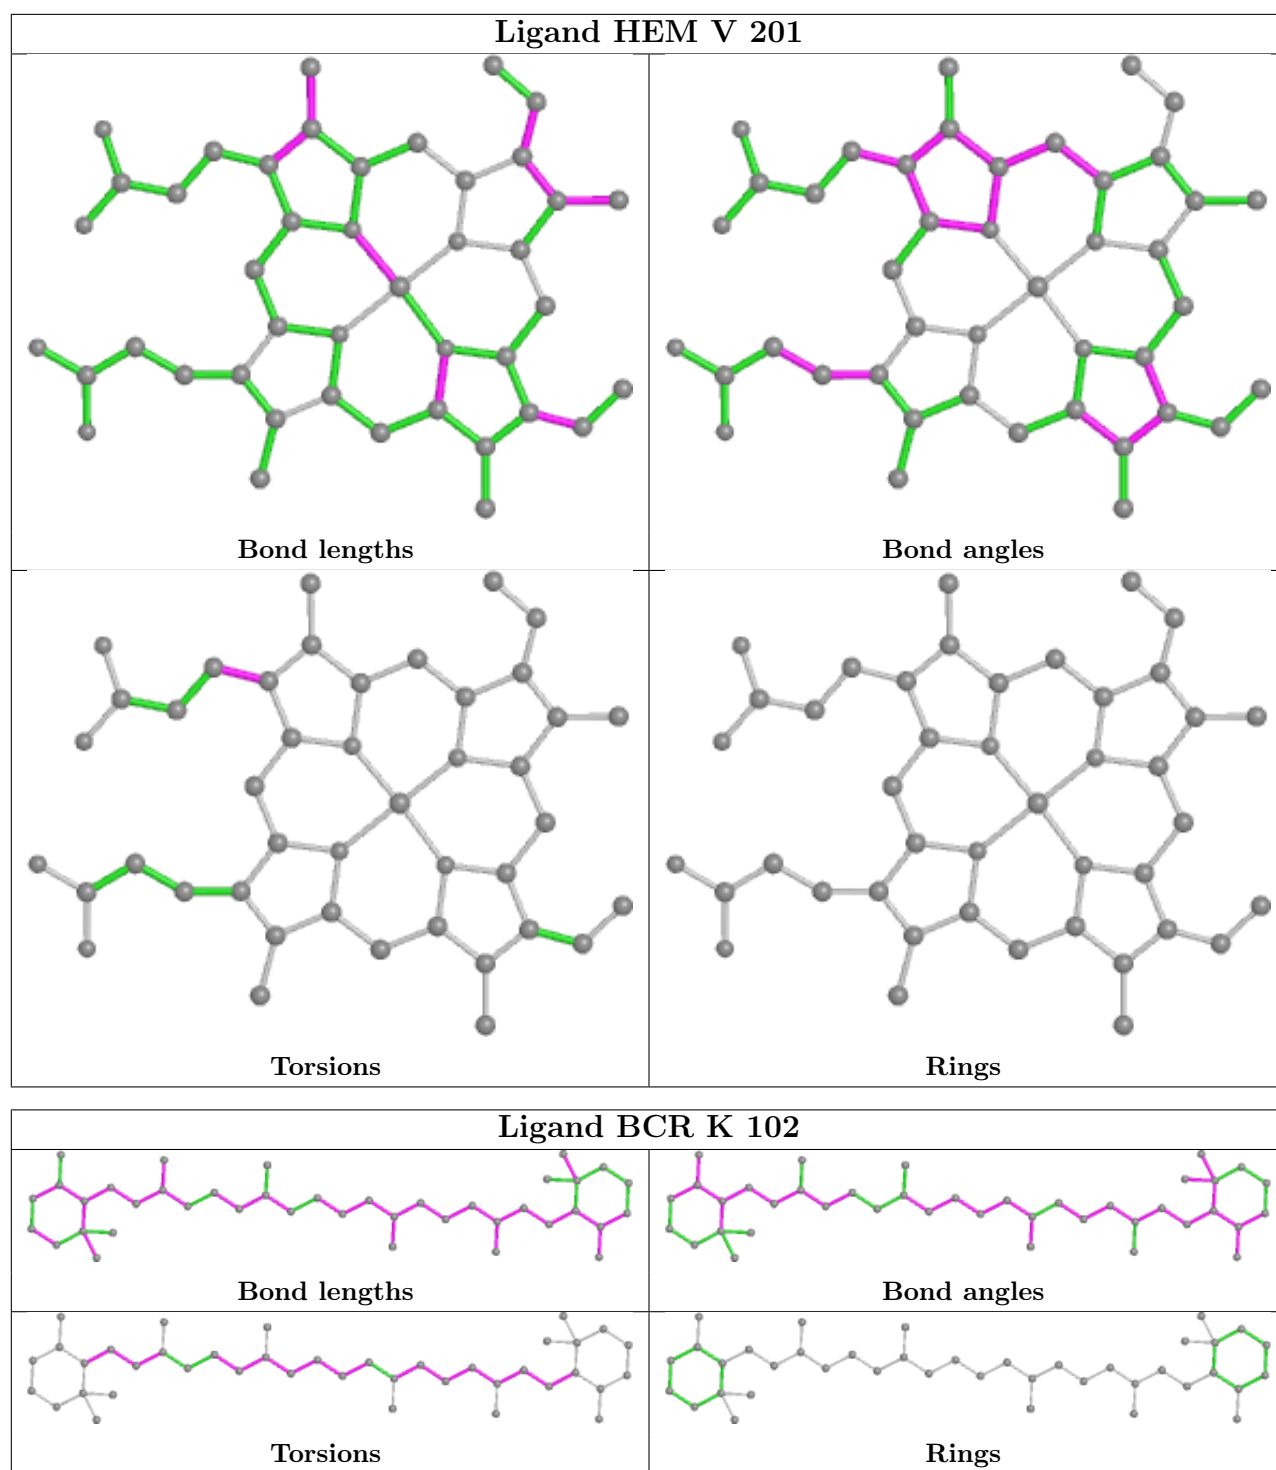 Ligand HEM V 201
Bond lengths
Bond angles
Torsions
Rings
Ligand BCR K 102
Bond lengths
Bond angles
Torsions
Rings